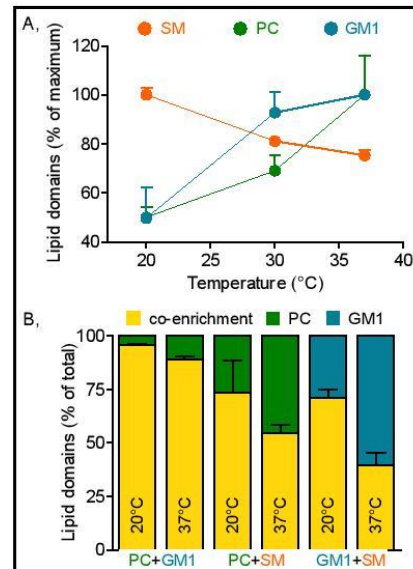 A,
SM PC GM1
Lipid domains (% of maximum)
120
100
80
60
40
20 25 30 35 40
Temperature (°C)
B,
co-enrichment PC GM1
Lipid domains (% of total)
100
75
50
25
0
20°C 37°C 20°C 37°C 20°C 37°C
PC+GM1 PC+SM GM1+SM